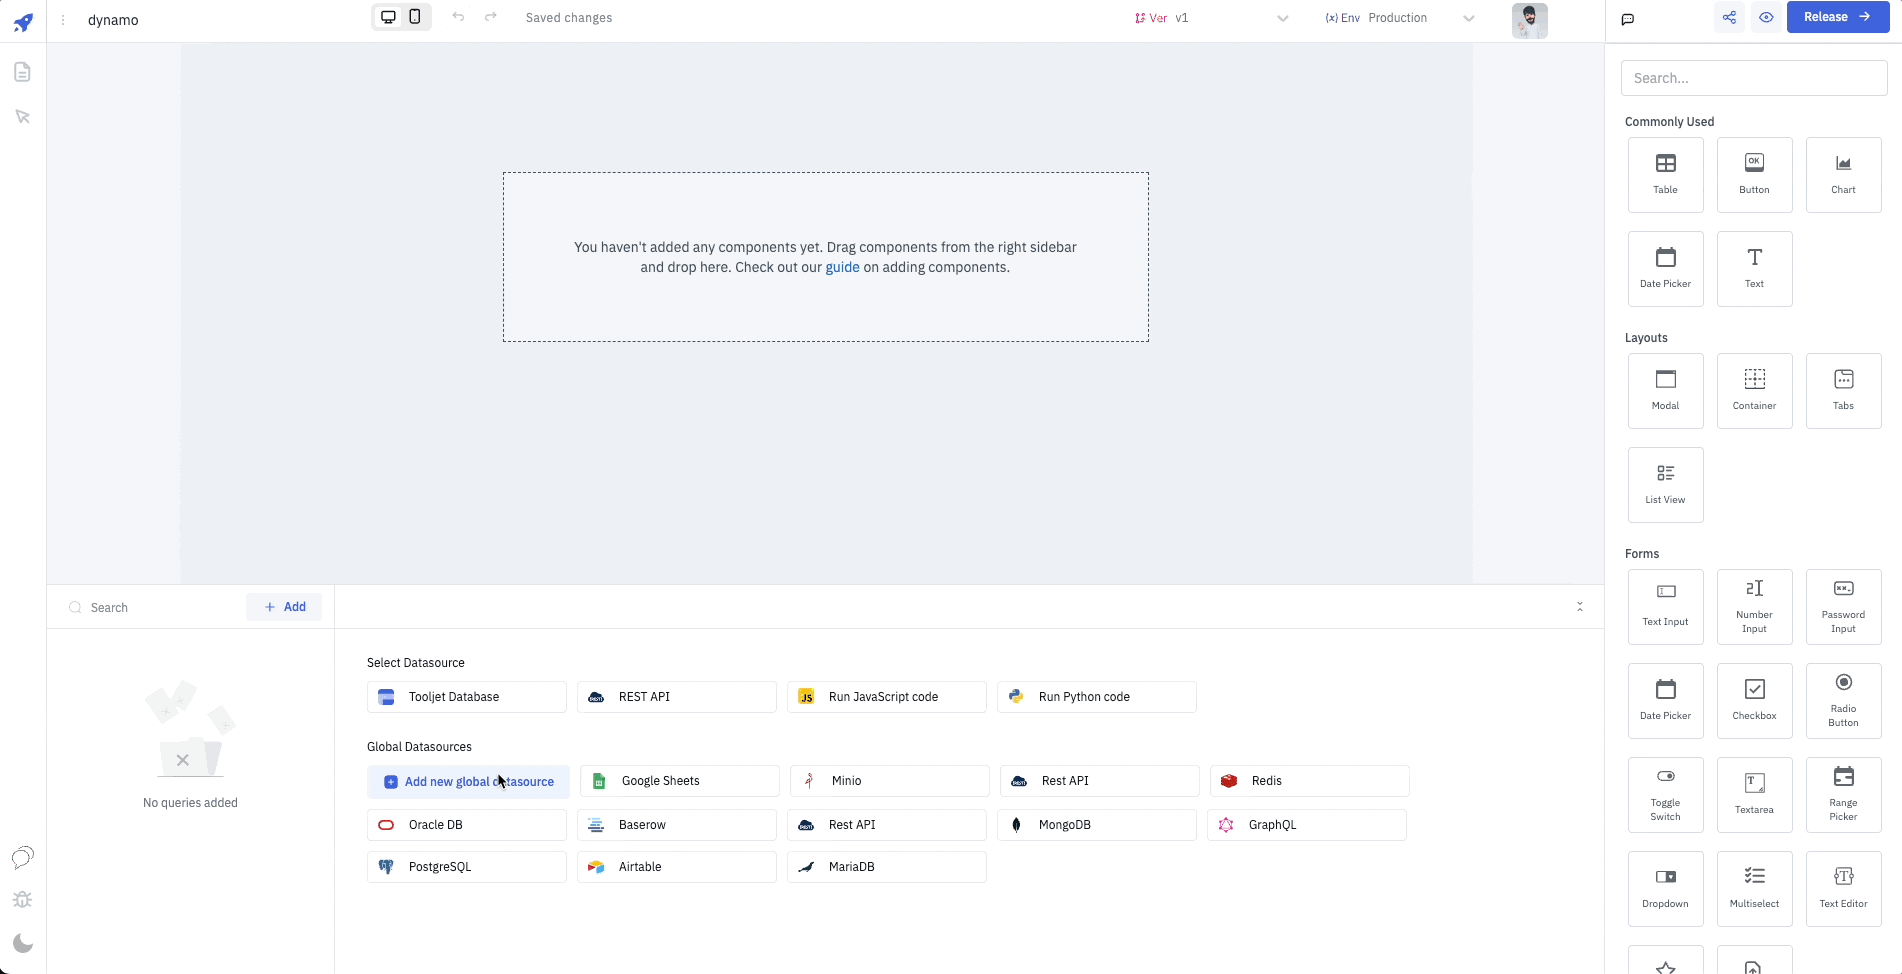 dynamo
Saved changes
Ver v1
(x) Env Production
Release
Search...
Commonly Used
Table
Button
OK
Chart
Date Picker
Text
Layouts
Modal
Container
Tabs
List View
Forms
Text Input
Number
Input
Password
Input
Date Picker
Checkbox
Radio
Button
Toggle
Switch
Textarea
Range
Picker
Dropdown
Multiselect
Text Editor
You haven't added any components yet. Drag components from the right sidebar
and drop here. Check out our guide on adding components.
Search
+ Add
No queries added
Select Datasource
Tooljet Database
REST API
JS
Run JavaScript code
Run Python code
Global Datasources
Google Sheets
Minio
Rest API
Redis
Add new global
Oracle DB
Baserow
Rest API
MongoDB
GraphQL
PostgreSQL
Airtable
MariaDB